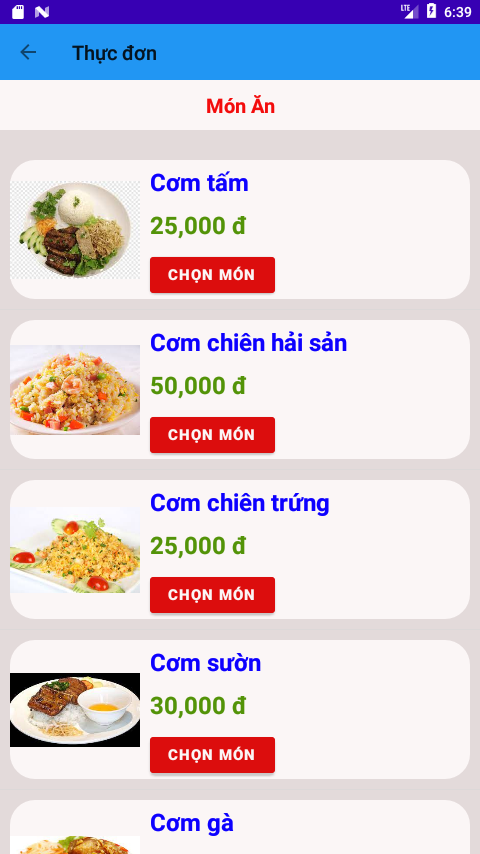 LTE 6:39
Thực đơn
Món Ăn
Cơm tấm
25,000 đ
CHỌN MÓN
Cơm chiên hải sản
50,000 đ
CHỌN MÓN
Cơm chiên trứng
25,000 đ
CHỌN MÓN
Cơm sườn
30,000 đ
CHỌN MÓN
Cơm gà